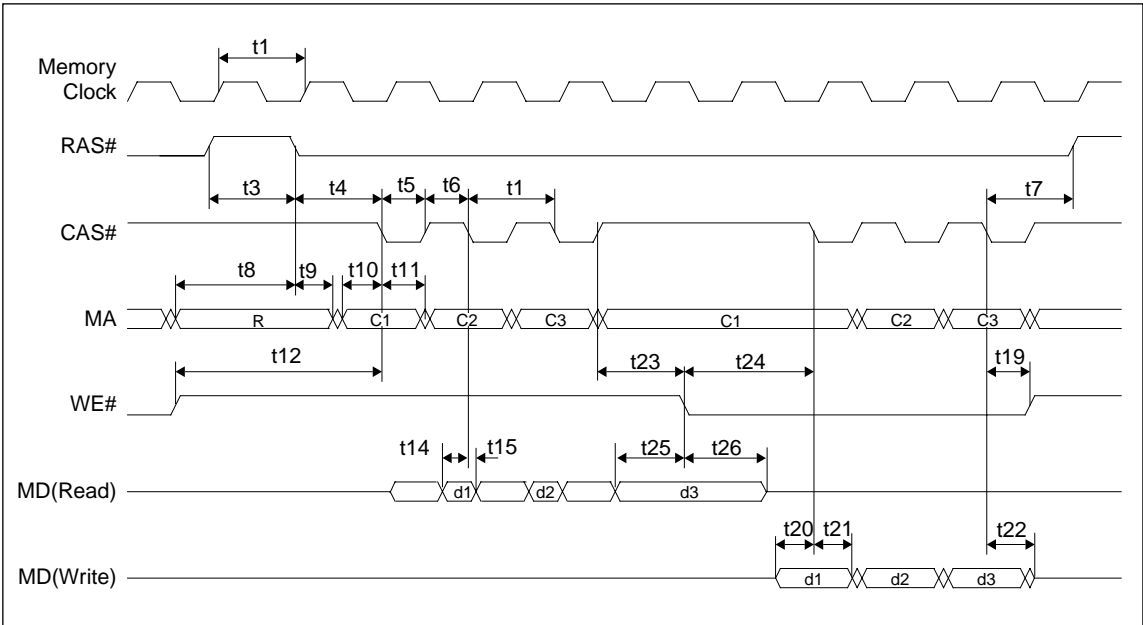 t1
Memory
Clock
RAS#
t3 t4 t5 t6 t1 t7
CAS#
t8 t9 t10 t11
MA R C1 C2 C3 C1 C2 C3
t12 t23 t24 t19
WE#
t14 t15 t25 t26
MD(Read) d1 d2 d3
t20 t21 t22
MD(Write) d1 d2 d3